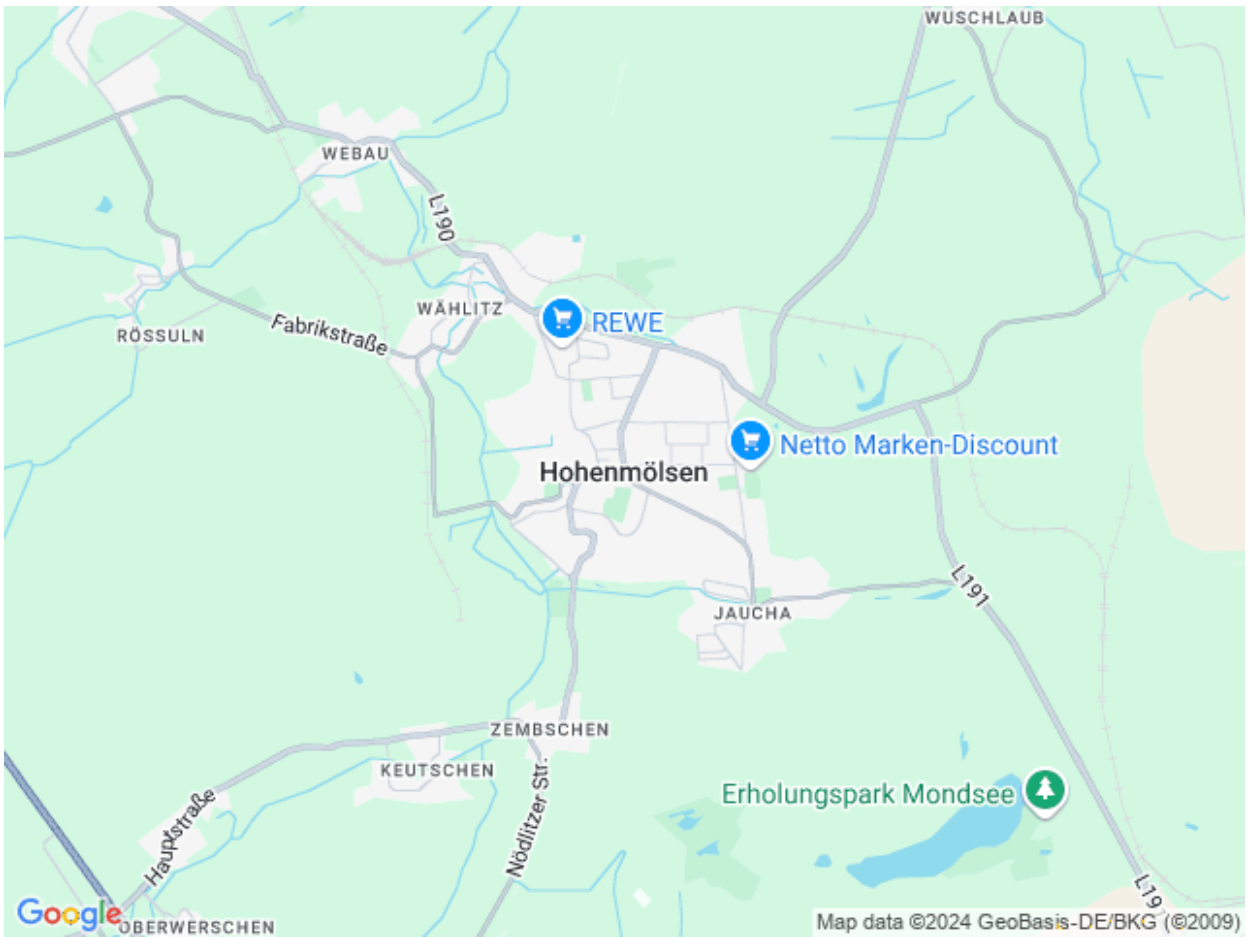 WUSCHLAUB
WEBAU
L190
WÄHLITZ
REWE
RÖSSULN
Fabrikstraße
Netto Marken-Discount
Hohenmölsen
L191
JAUCHA
ZEMBSCHEN
KEUTSCHEN
Erholungspark Mondsee
Hauptstraße
Nödlitzer Str.
L19
Google
OBERWERSCHEN
Map data ©2024 GeoBasis-DE/BKG (©2009)